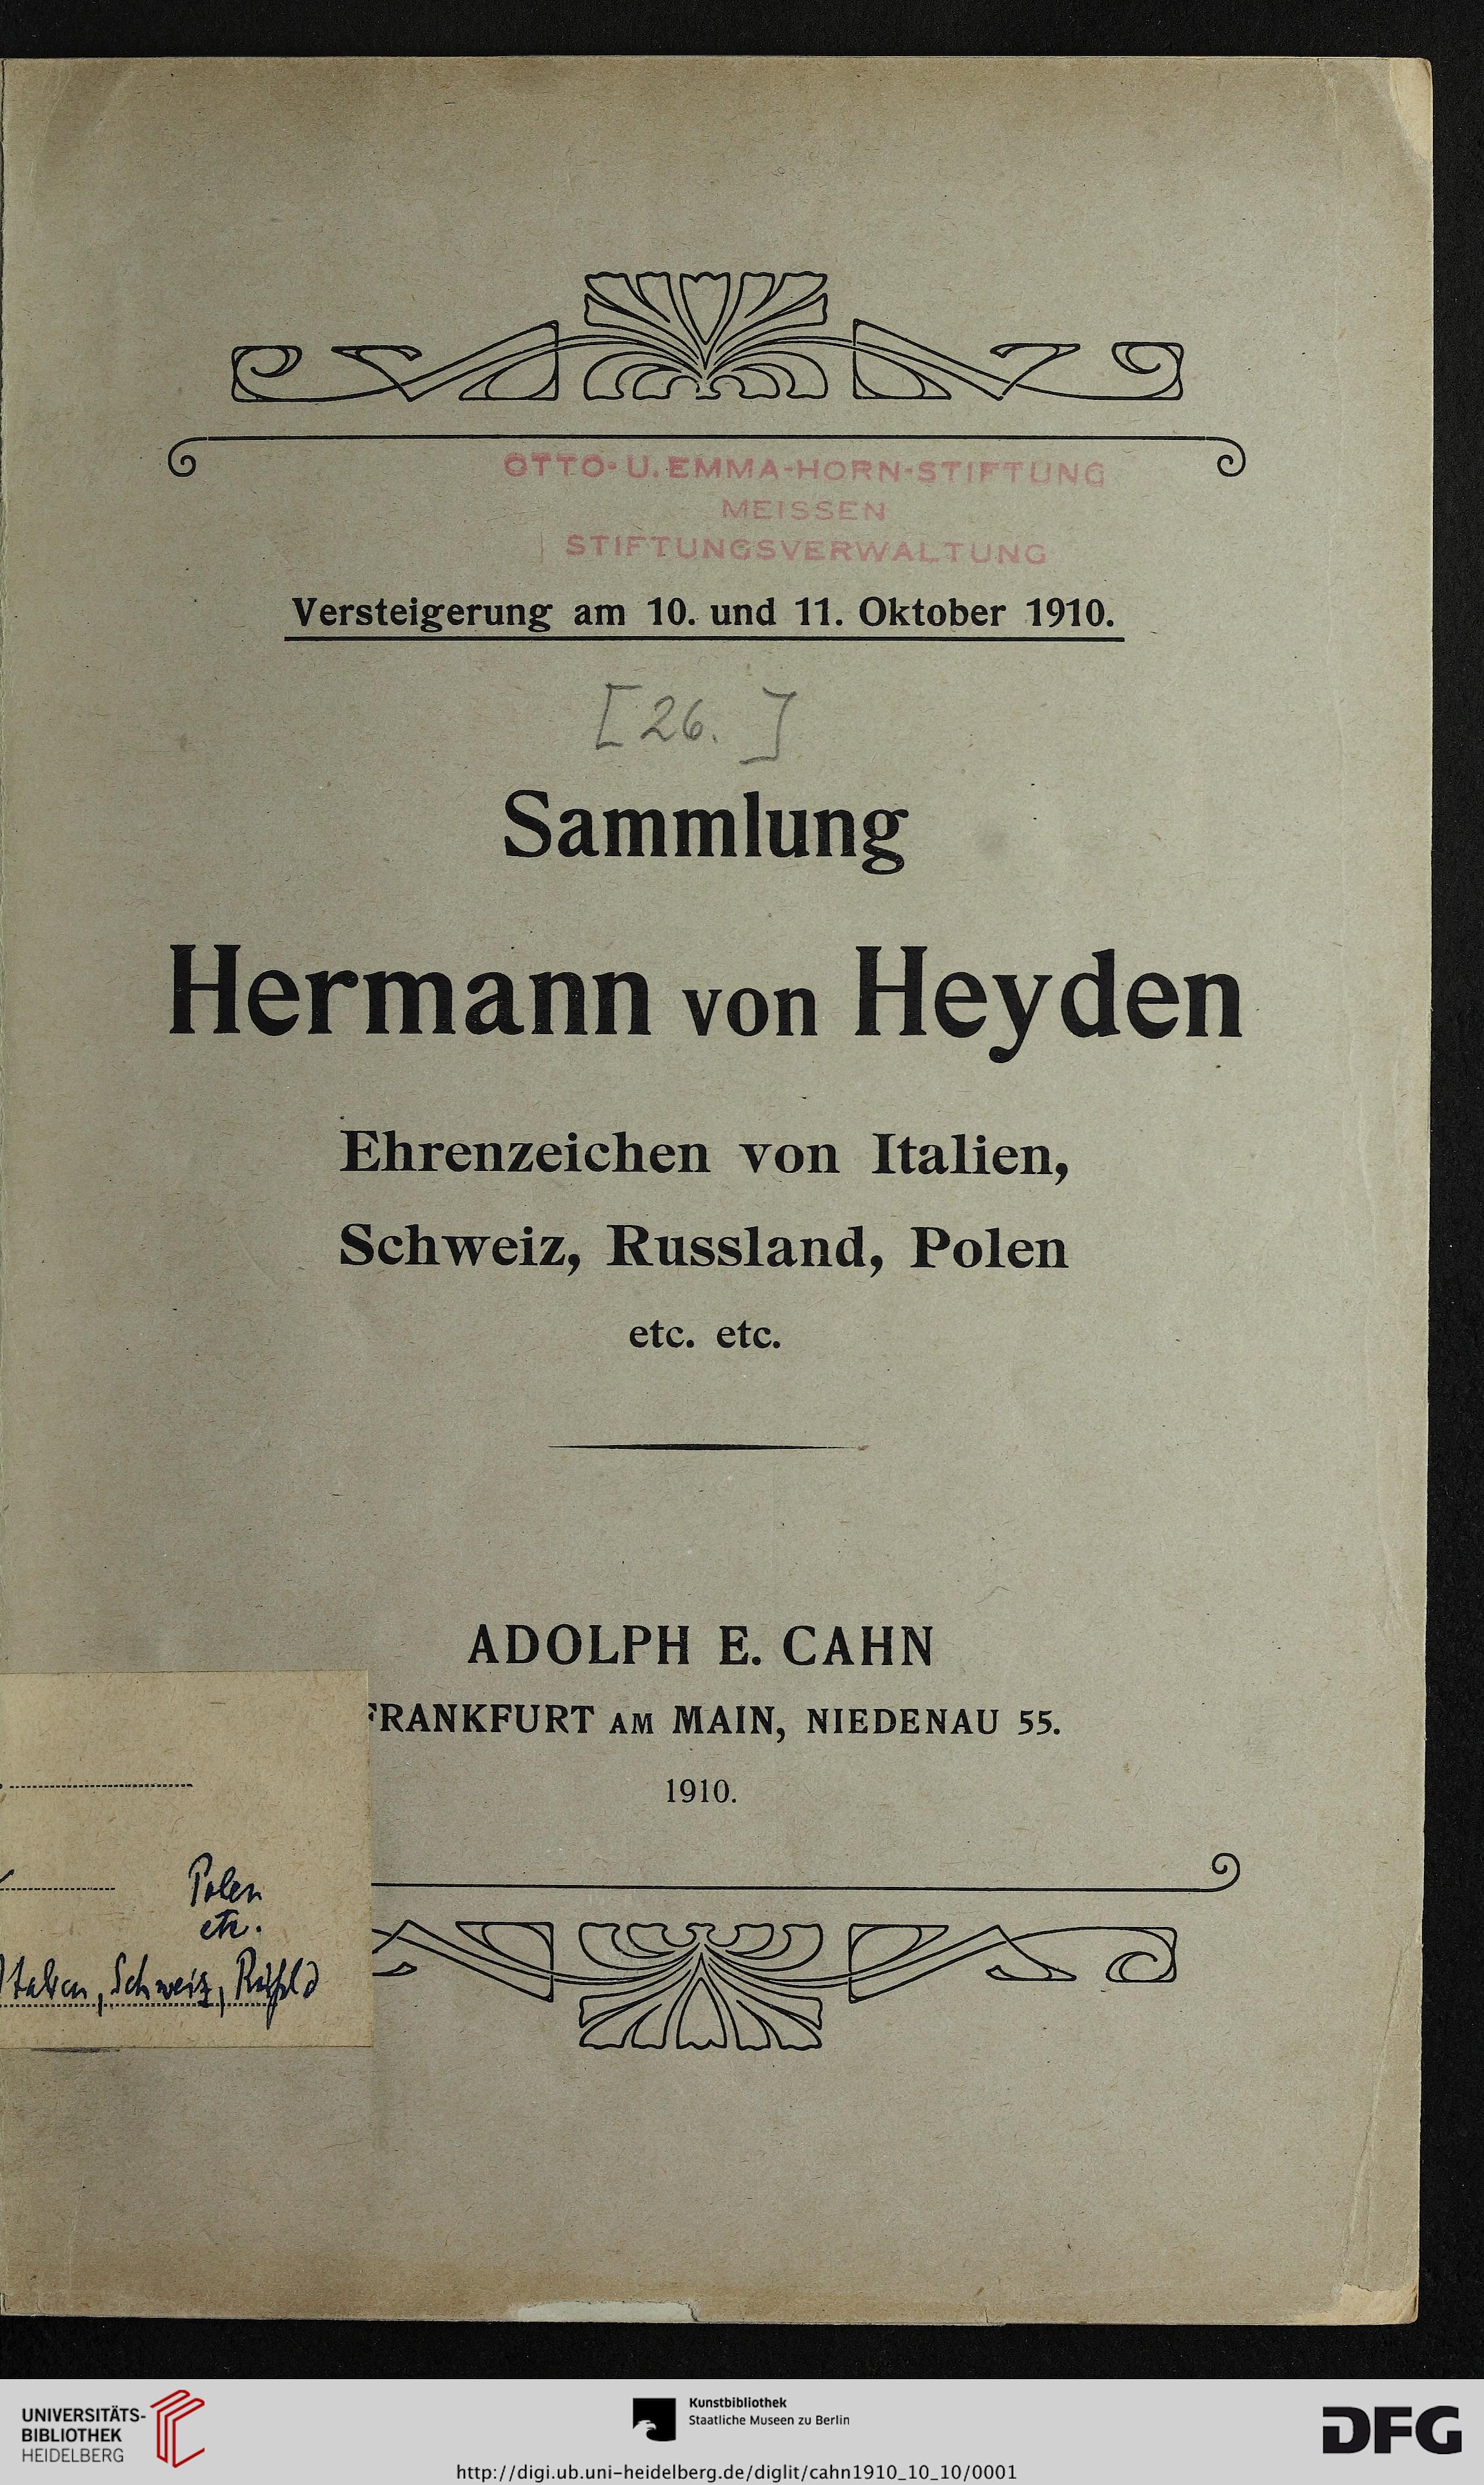 OTTO- U. EMMA-HORN-STIFTUNG
MEISSEN
STIFTUNGSVERWALTUNG
Versteigerung am 10. und 11. Oktober 1910.
[26. ]
Sammlung
Hermann von Heyden
Ehrenzeichen von Italien,
Schweiz, Russland, Polen
etc. etc.
ADOLPH E. CAHN
FRANKFURT AM MAIN, NIEDENAU 55.
1910.
Polen
etc.
Italien, Schweiz, Rußld
UNIVERSITÄTS-
BIBLIOTHEK
HEIDELBERG
Kunstbibliothek
Staatliche Museen zu Berlin
DFG
http://digi.ub.uni-heidelberg.de/diglit/cahn1910_10_10/0001